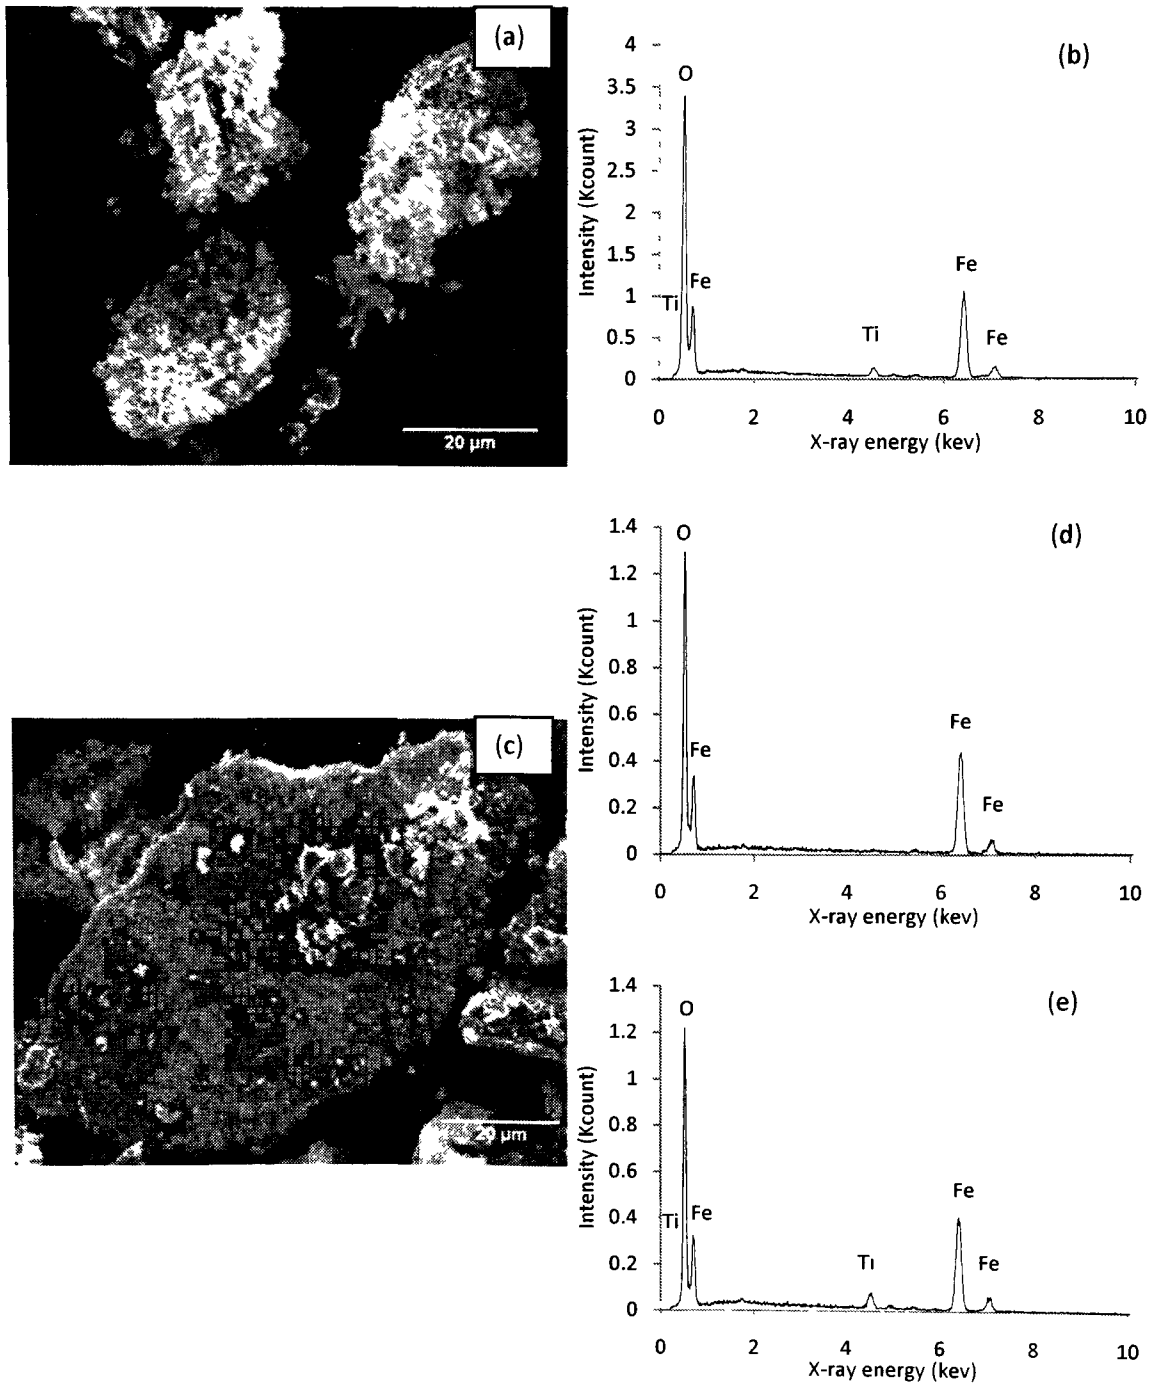 (a)
20 µm
(b)
4
3.5
3
2.5
2
1.5
1
0.5
0
Intensity (Kcount)
O
Ti
Fe
Ti
Fe
Fe
0 2 4 6 8 10
X-ray energy (kev)
(c)
20 µm
(d)
1.4
1.2
1
0.8
0.6
0.4
0.2
0
Intensity (Kcount)
O
Fe
Fe
Fe
0 2 4 6 8 10
X-ray energy (kev)
(e)
1.4
1.2
1
0.8
0.6
0.4
0.2
0
Intensity (Kcount)
O
Ti Fe
Ti
Fe
Fe
0 2 4 6 8 10
X-ray energy (kev)